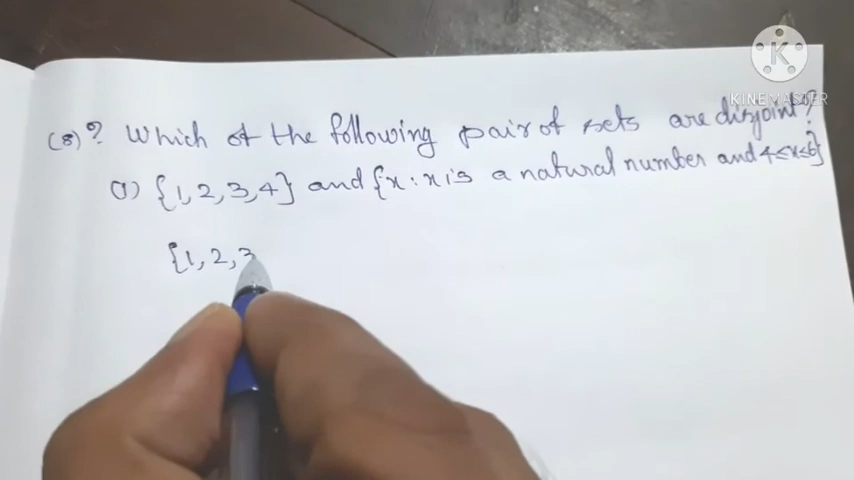 (8)? Which of the following pair of sets are disjoint?
(1) {1,2,3,4} and {x : x is a natural number and 4≤x≤6}
{1, 2, 3
K
KINEMASTER